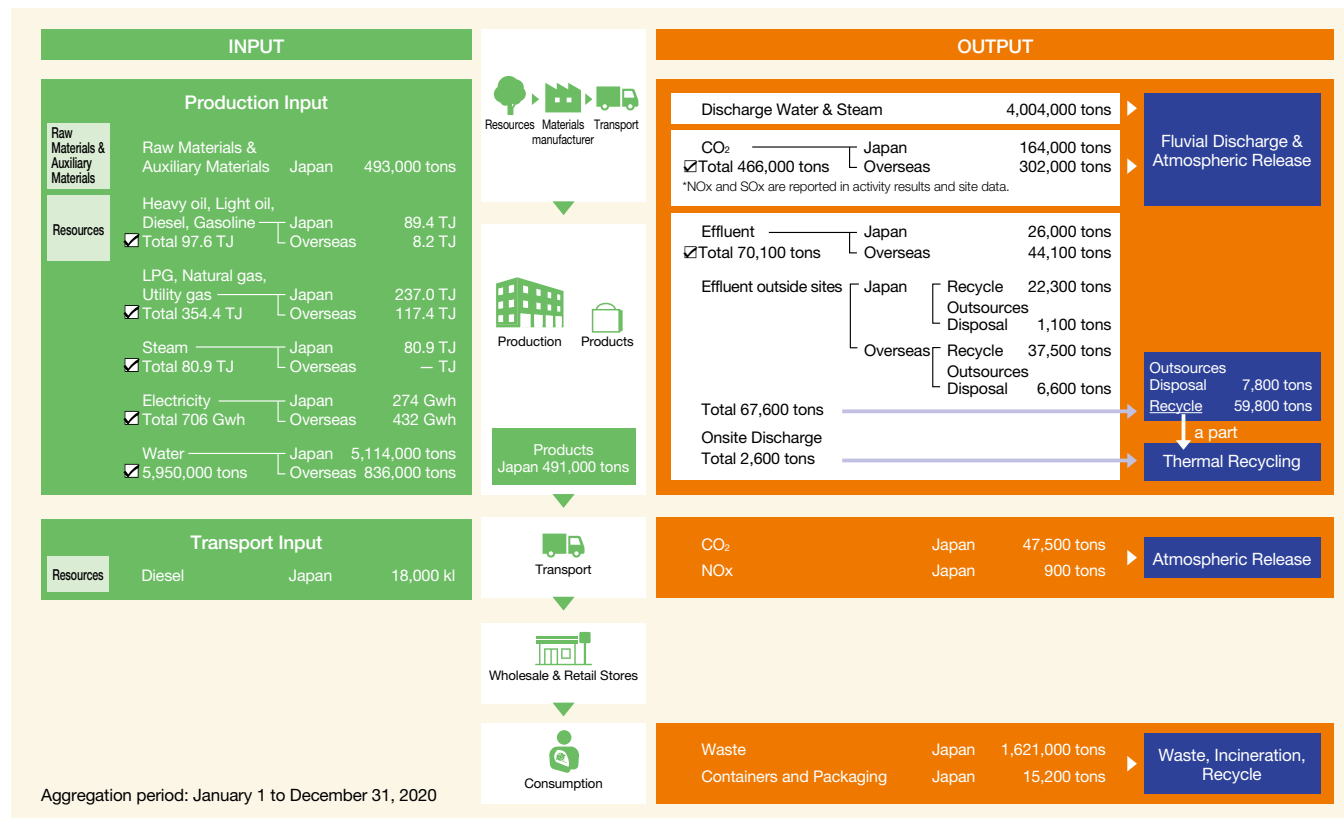 INPUT
Production Input
Raw
Materials &
Auxiliary
Materials
Raw Materials &
Auxiliary Materials Japan 493,000 tons
Resources
Heavy oil, Light oil,
Diesel, Gasoline Japan 89.4 TJ
Total 97.6 TJ Overseas 8.2 TJ
LPG, Natural gas,
Utility gas Japan 237.0 TJ
Total 354.4 TJ Overseas 117.4 TJ
Steam Japan 80.9 TJ
Total 80.9 TJ Overseas — TJ
Electricity Japan 274 Gwh
Total 706 Gwh Overseas 432 Gwh
Water Japan 5,114,000 tons
5,950,000 tons Overseas 836,000 tons
Transport Input
Resources Diesel Japan 18,000 kl
Aggregation period: January 1 to December 31, 2020
Resources Materials Transport
manufacturer
Production Products
Products
Japan 491,000 tons
Transport
Wholesale & Retail Stores
Consumption
OUTPUT
Discharge Water & Steam 4,004,000 tons
CO₂ Japan 164,000 tons
Total 466,000 tons Overseas 302,000 tons
*NOx and SOx are reported in activity results and site data.
Fluvial Discharge &
Atmospheric Release
Effluent Japan 26,000 tons
Total 70,100 tons Overseas 44,100 tons
Effluent outside sites Japan Recycle 22,300 tons
Outsources
Disposal 1,100 tons
Overseas Recycle 37,500 tons
Outsources
Disposal 6,600 tons
Total 67,600 tons
Onsite Discharge
Total 2,600 tons
Outsources
Disposal 7,800 tons
Recycle 59,800 tons
a part
Thermal Recycling
CO₂ Japan 47,500 tons
NOx Japan 900 tons
Atmospheric Release
Waste Japan 1,621,000 tons
Containers and Packaging Japan 15,200 tons
Waste, Incineration,
Recycle